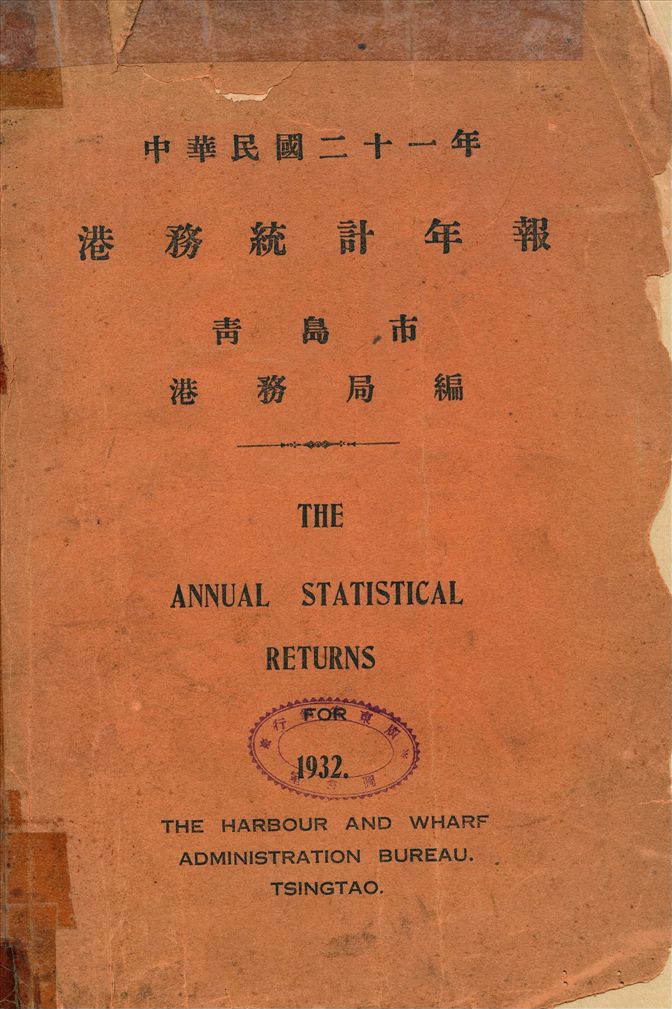 中華民國二十一年
港務統計年報
靑島市
港務局編
THE
ANNUAL STATISTICAL
RETURNS
FOR
1932.
THE HARBOUR AND WHARF
ADMINISTRATION BUREAU.
TSINGTAO.